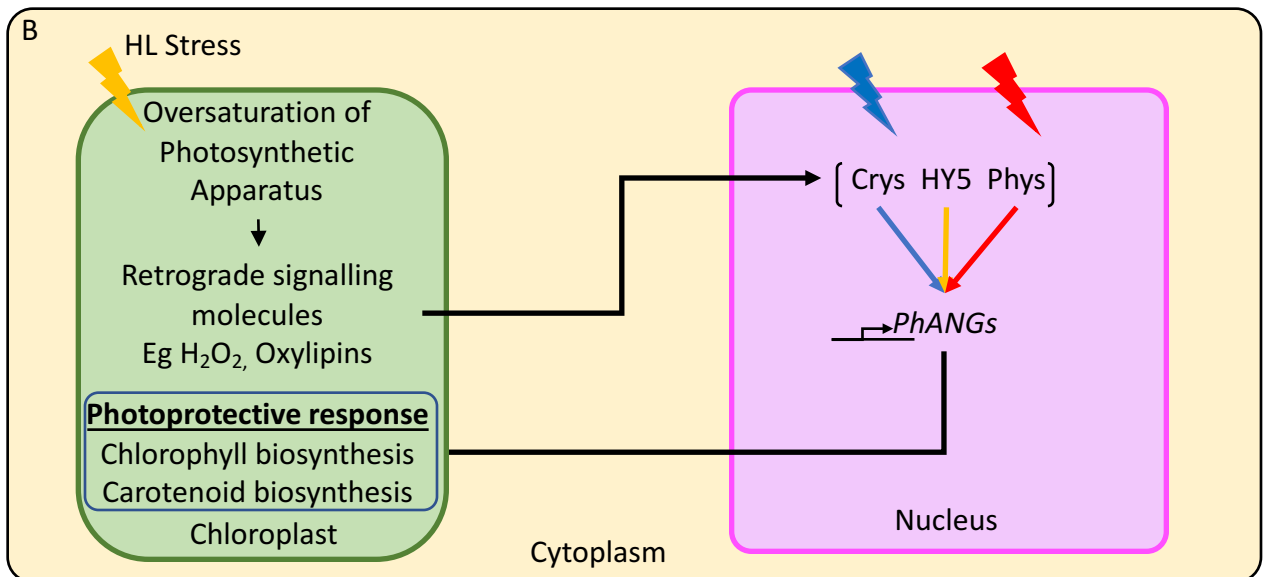 B
HL Stress
Oversaturation of
Photosynthetic
Apparatus
Retrograde signalling
molecules
Eg H₂O₂, Oxylipins
Photoprotective response
Chlorophyll biosynthesis
Carotenoid biosynthesis
Chloroplast
Cytoplasm
[ Crys HY5 Phys]
PhANGs
Nucleus